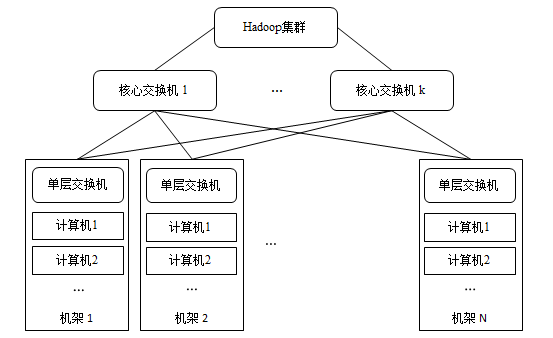 Hadoop集群
核心交换机 1
...
核心交换机 k
单层交换机
计算机1
计算机2
...
机架 1
单层交换机
计算机1
计算机2
...
机架 2
...
单层交换机
计算机1
计算机2
...
机架 N